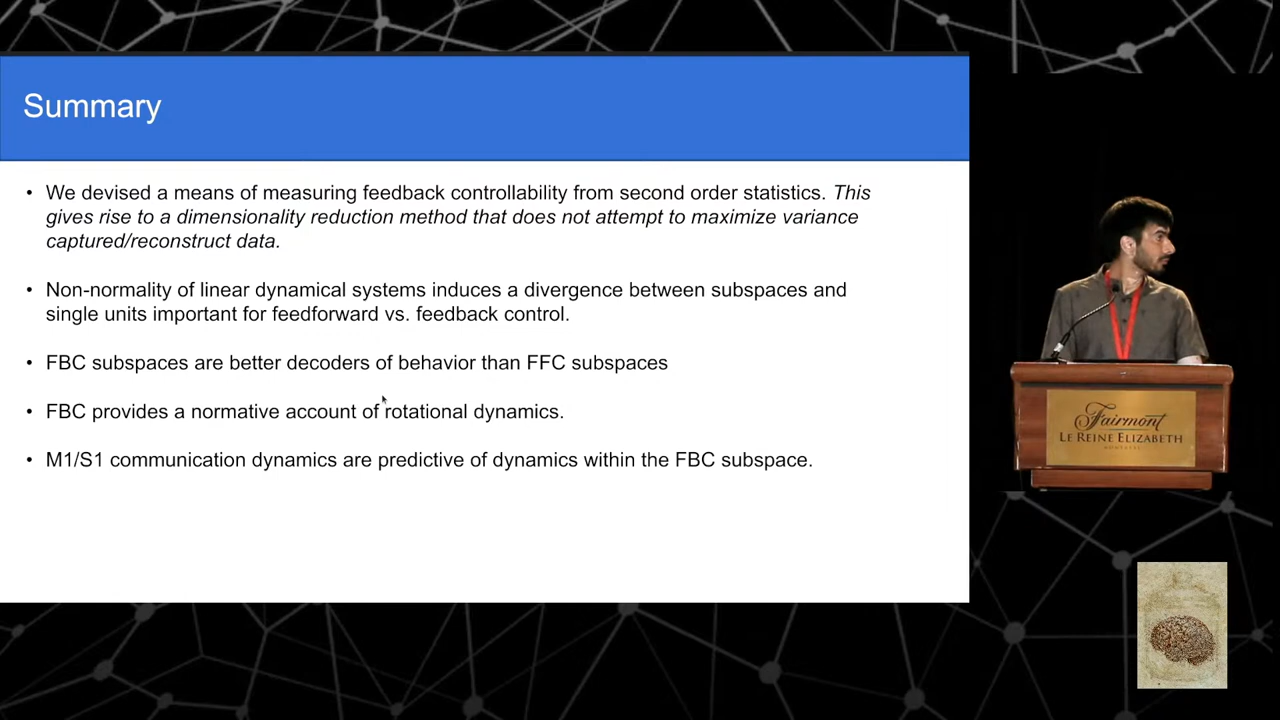 Summary
• We devised a means of measuring feedback controllability from second order statistics. This
gives rise to a dimensionality reduction method that does not attempt to maximize variance
captured/reconstruct data.
• Non-normality of linear dynamical systems induces a divergence between subspaces and
single units important for feedforward vs. feedback control.
• FBC subspaces are better decoders of behavior than FFC subspaces
• FBC provides a normative account of rotational dynamics.
• M1/S1 communication dynamics are predictive of dynamics within the FBC subspace.
Fairmont
LE REINE ELIZABETH
MONTRÉAL